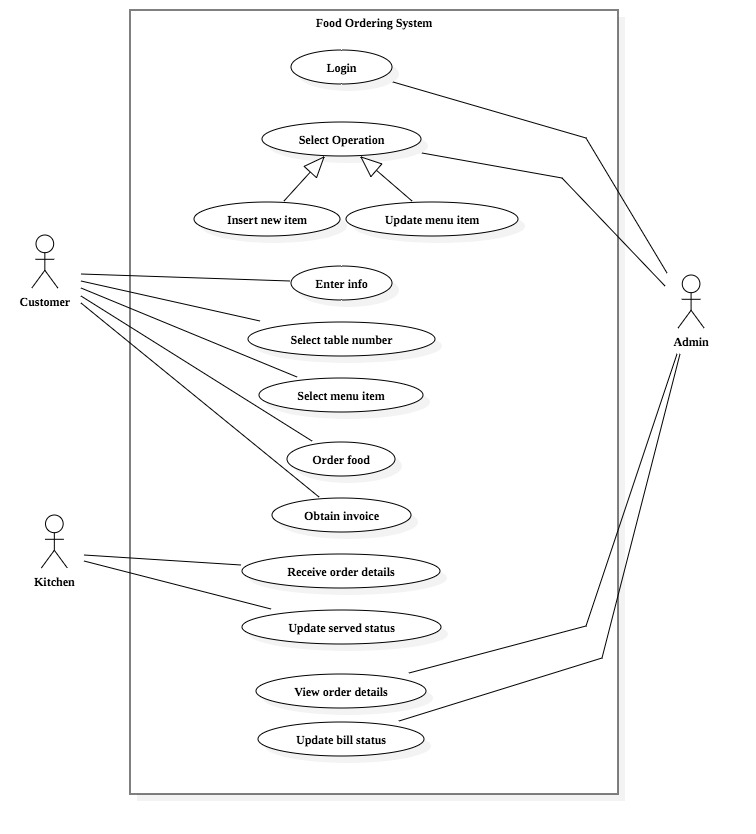 Food Ordering System
Login
Select Operation
Insert new item
Update menu item
Enter info
Customer
Select table number
Admin
Select menu item
Order food
Obtain invoice
Receive order details
Kitchen
Update served status
View order details
Update bill status